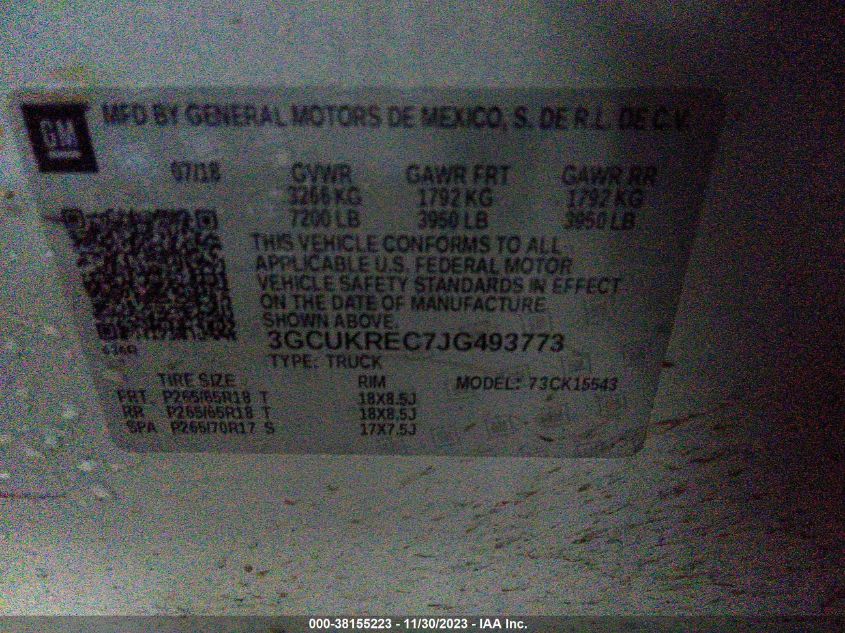 GM
MFD BY GENERAL MOTORS DE MEXICO, S. DE R.L. DE C.V.
07/18 GVWR GAWR FRT GAWR RR
3266 KG 1792 KG 1792 KG
7200 LB 3950 LB 3950 LB
THIS VEHICLE CONFORMS TO ALL
APPLICABLE U.S. FEDERAL MOTOR
VEHICLE SAFETY STANDARDS IN EFFECT
ON THE DATE OF MANUFACTURE
SHOWN ABOVE.
3GCUKREC7JG493773
TYPE: TRUCK
TIRE SIZE RIM MODEL: 73CK15543
FRT P265/65R18 T 18X8.5J
RR P265/65R18 T 18X8.5J
SPA P265/70R17 S 17X7.5J
000-38155223 - 11/30/2023 - IAA Inc.